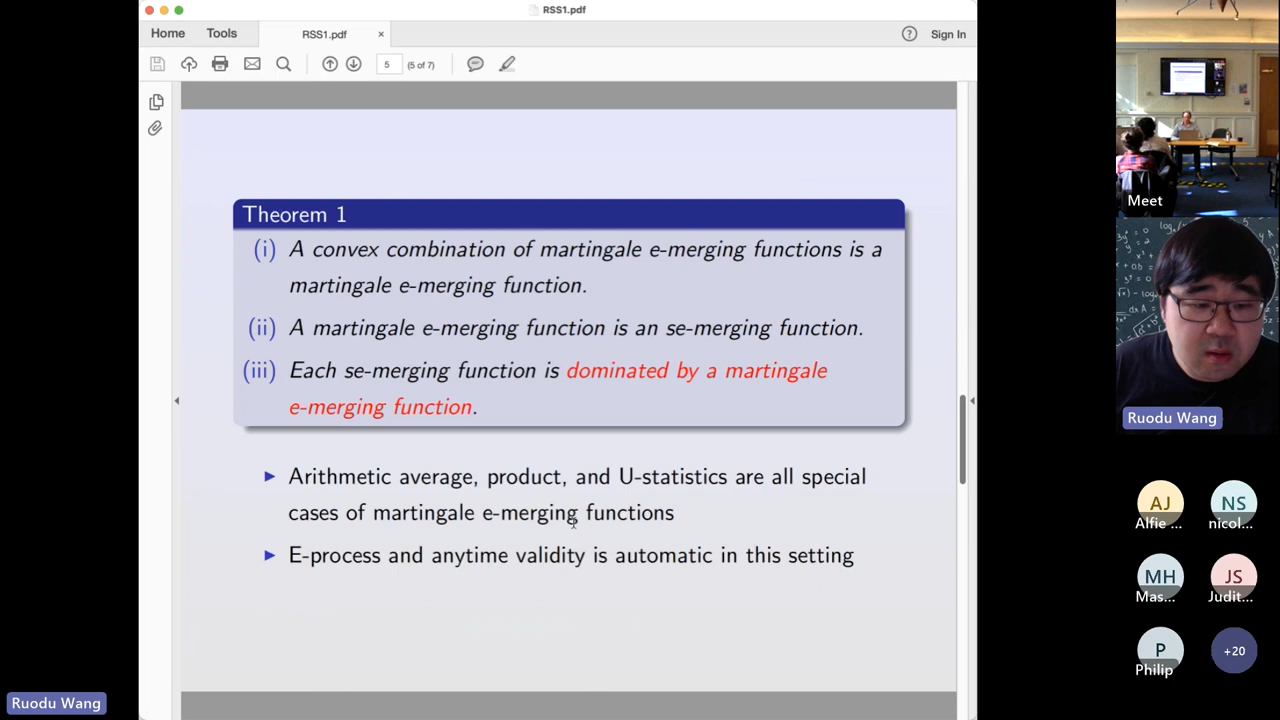 RSS1.pdf
Home
Tools
RSS1.pdf
×
?
Sign In
5
(5 of 7)
Theorem 1
(i) A convex combination of martingale e-merging functions is a
martingale e-merging function.
(ii) A martingale e-merging function is an se-merging function.
(iii) Each se-merging function is dominated by a martingale
e-merging function.
▶ Arithmetic average, product, and U-statistics are all special
cases of martingale e-merging functions
▶ E-process and anytime validity is automatic in this setting
Ruodu Wang
Meet
Ruodu Wang
AJ
Alfie ...
NS
nicol...
MH
Mas...
JS
Judit...
P
Philip
+20